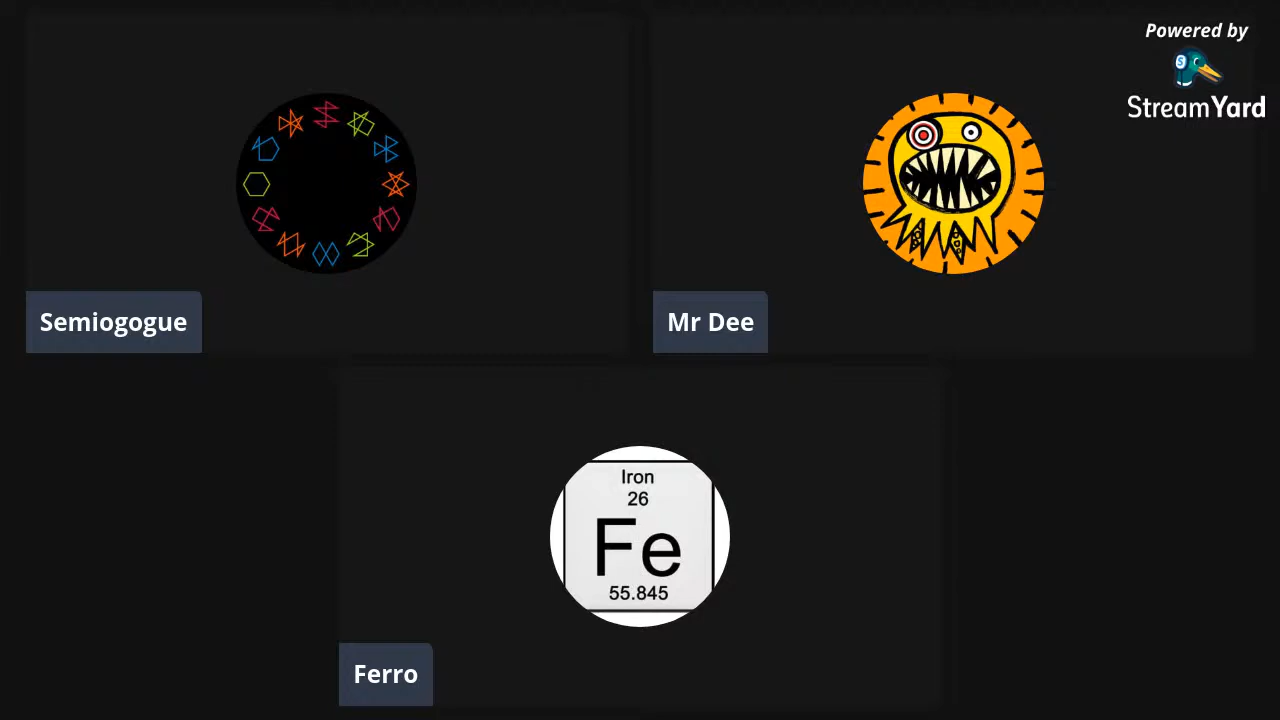 Powered by
S
StreamYard
Semiogogue
Mr Dee
Iron
26
Fe
55.845
Ferro